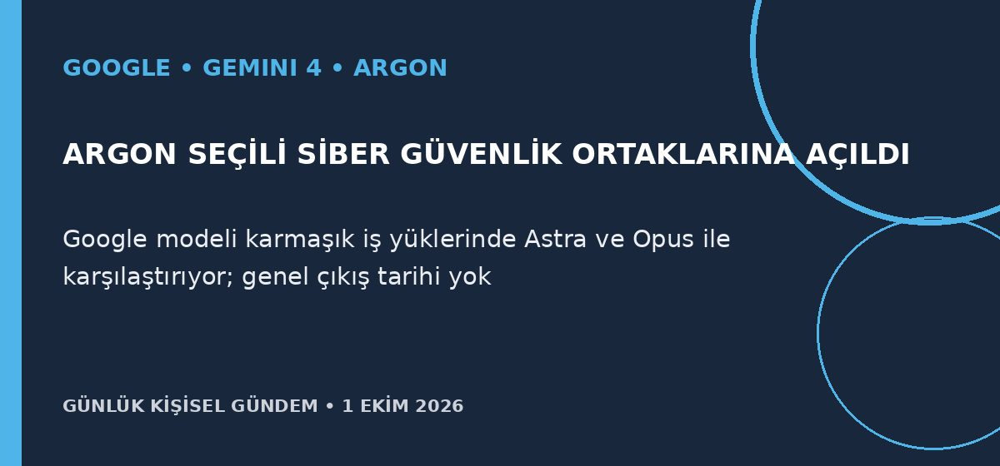 GOOGLE • GEMINI 4 • ARGON
ARGON SEÇİLİ SİBER GÜVENLİK ORTAKLARINA AÇILDI
Google modeli karmaşık iş yüklerinde Astra ve Opus ile
karşılaştırıyor; genel çıkış tarihi yok
GÜNLÜK KİŞİSEL GÜNDEM • 1 EKİM 2026